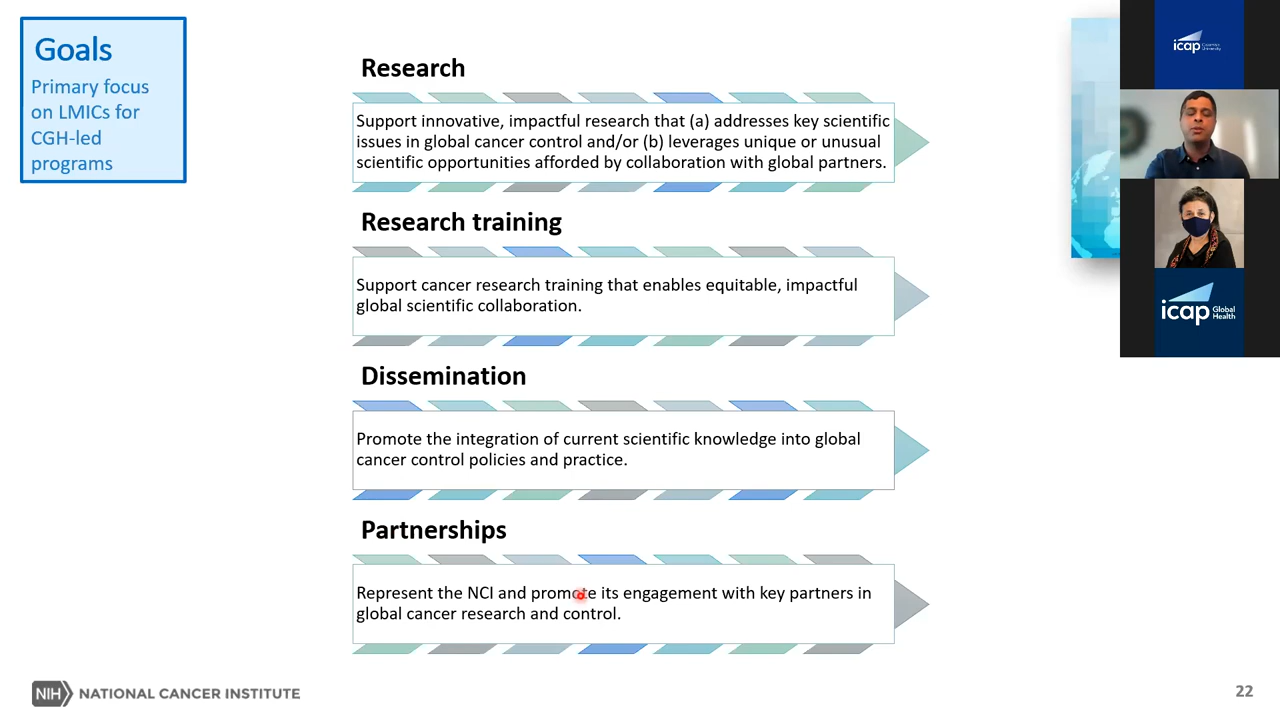 Goals
Primary focus
on LMICs for
CGH-led
programs
Research
Support innovative, impactful research that (a) addresses key scientific
issues in global cancer control and/or (b) leverages unique or unusual
scientific opportunities afforded by collaboration with global partners.
Research training
Support cancer research training that enables equitable, impactful
global scientific collaboration.
Dissemination
Promote the integration of current scientific knowledge into global
cancer control policies and practice.
Partnerships
Represent the NCI and promote its engagement with key partners in
global cancer research and control.
NIH NATIONAL CANCER INSTITUTE
22
icap Columbia
University
icap Global
Health